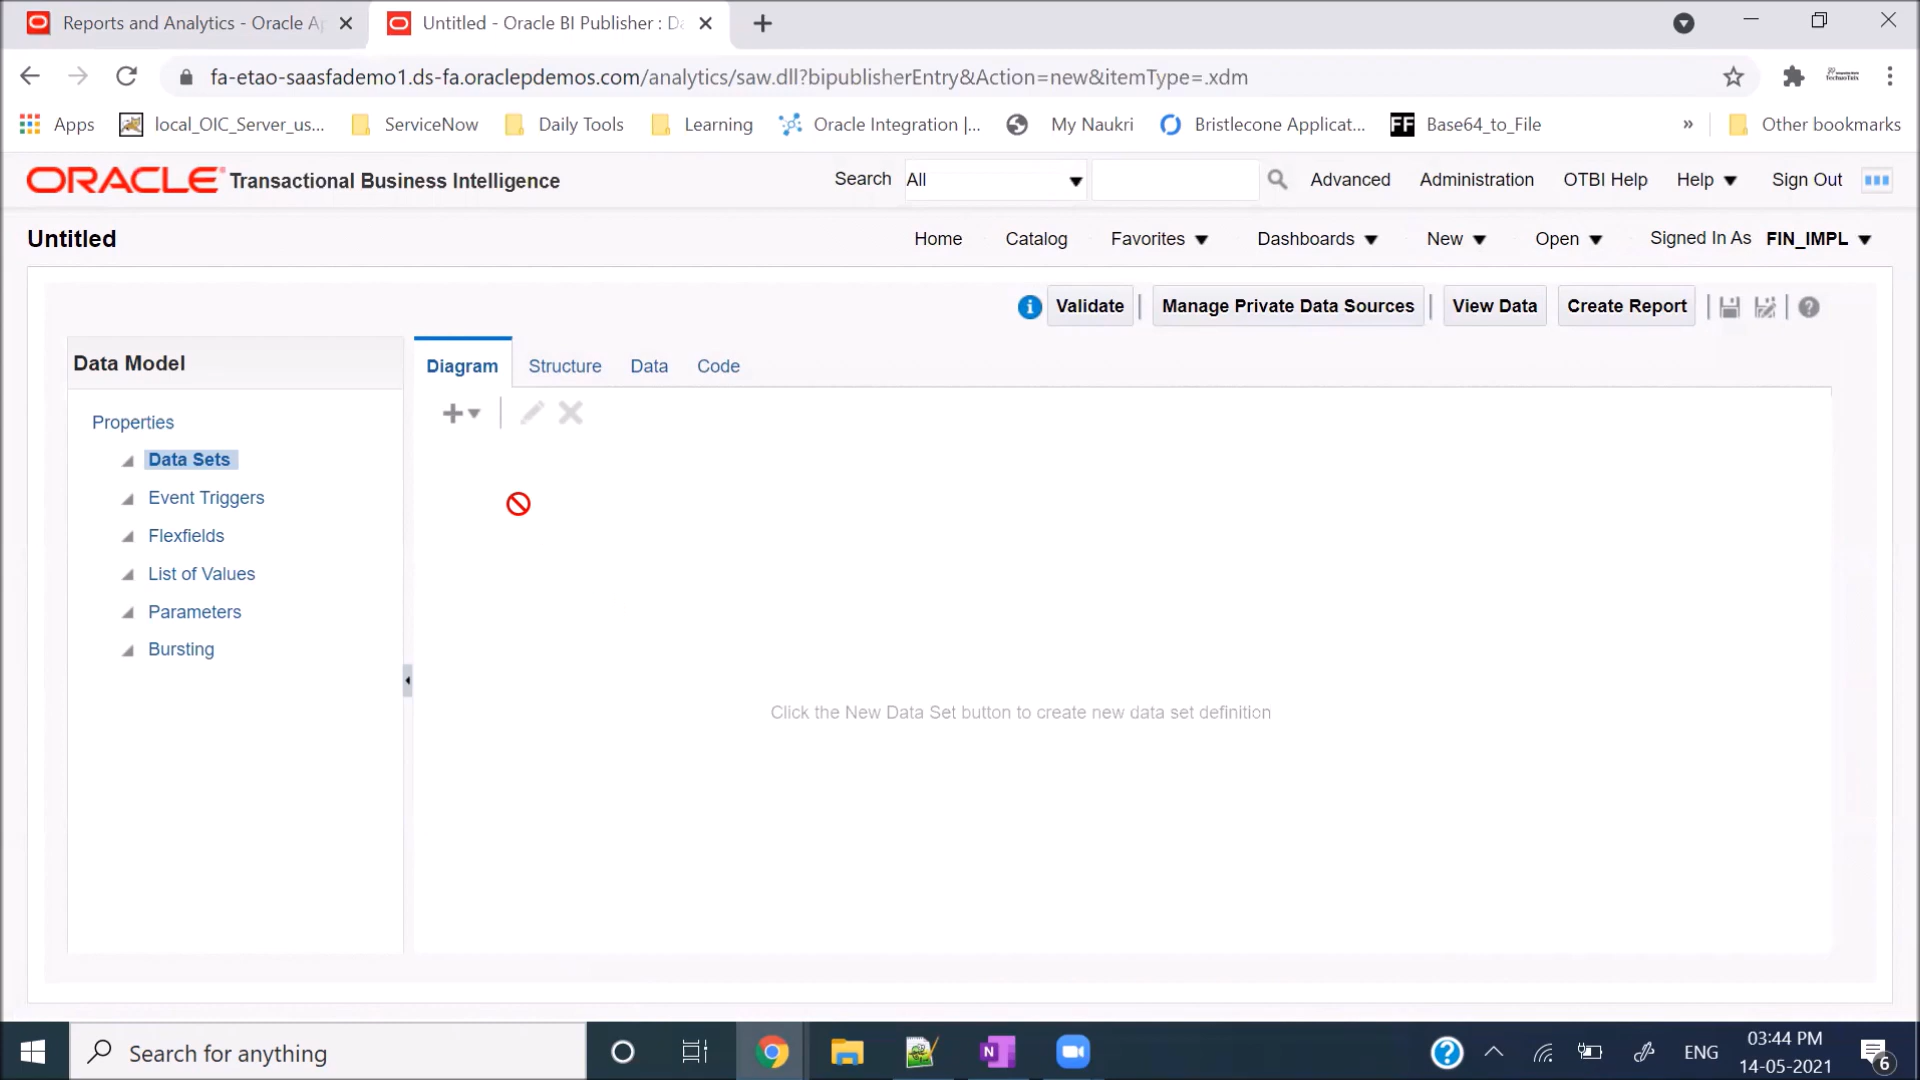 Reports and Analytics - Oracle Ap
Untitled - Oracle BI Publisher : Da
fa-etao-saasfademo1.ds-fa.oraclepdemos.com/analytics/saw.dll?bipublisherEntry&Action=new&itemType=.xdm
Apps
local_OIC_Server_us...
ServiceNow
Daily Tools
Learning
Oracle Integration |...
My Naukri
Bristlecone Applicat...
FF Base64_to_File
»
Other bookmarks
ORACLE Transactional Business Intelligence
Search All
Advanced
Administration
OTBI Help
Help
Sign Out
Untitled
Home
Catalog
Favorites
Dashboards
New
Open
Signed In As FIN_IMPL
Validate
Manage Private Data Sources
View Data
Create Report
Data Model
Diagram
Structure
Data
Code
Properties
Data Sets
Event Triggers
Flexfields
List of Values
Parameters
Bursting
Click the New Data Set button to create new data set definition
Search for anything
ENG
03:44 PM
14-05-2021
6